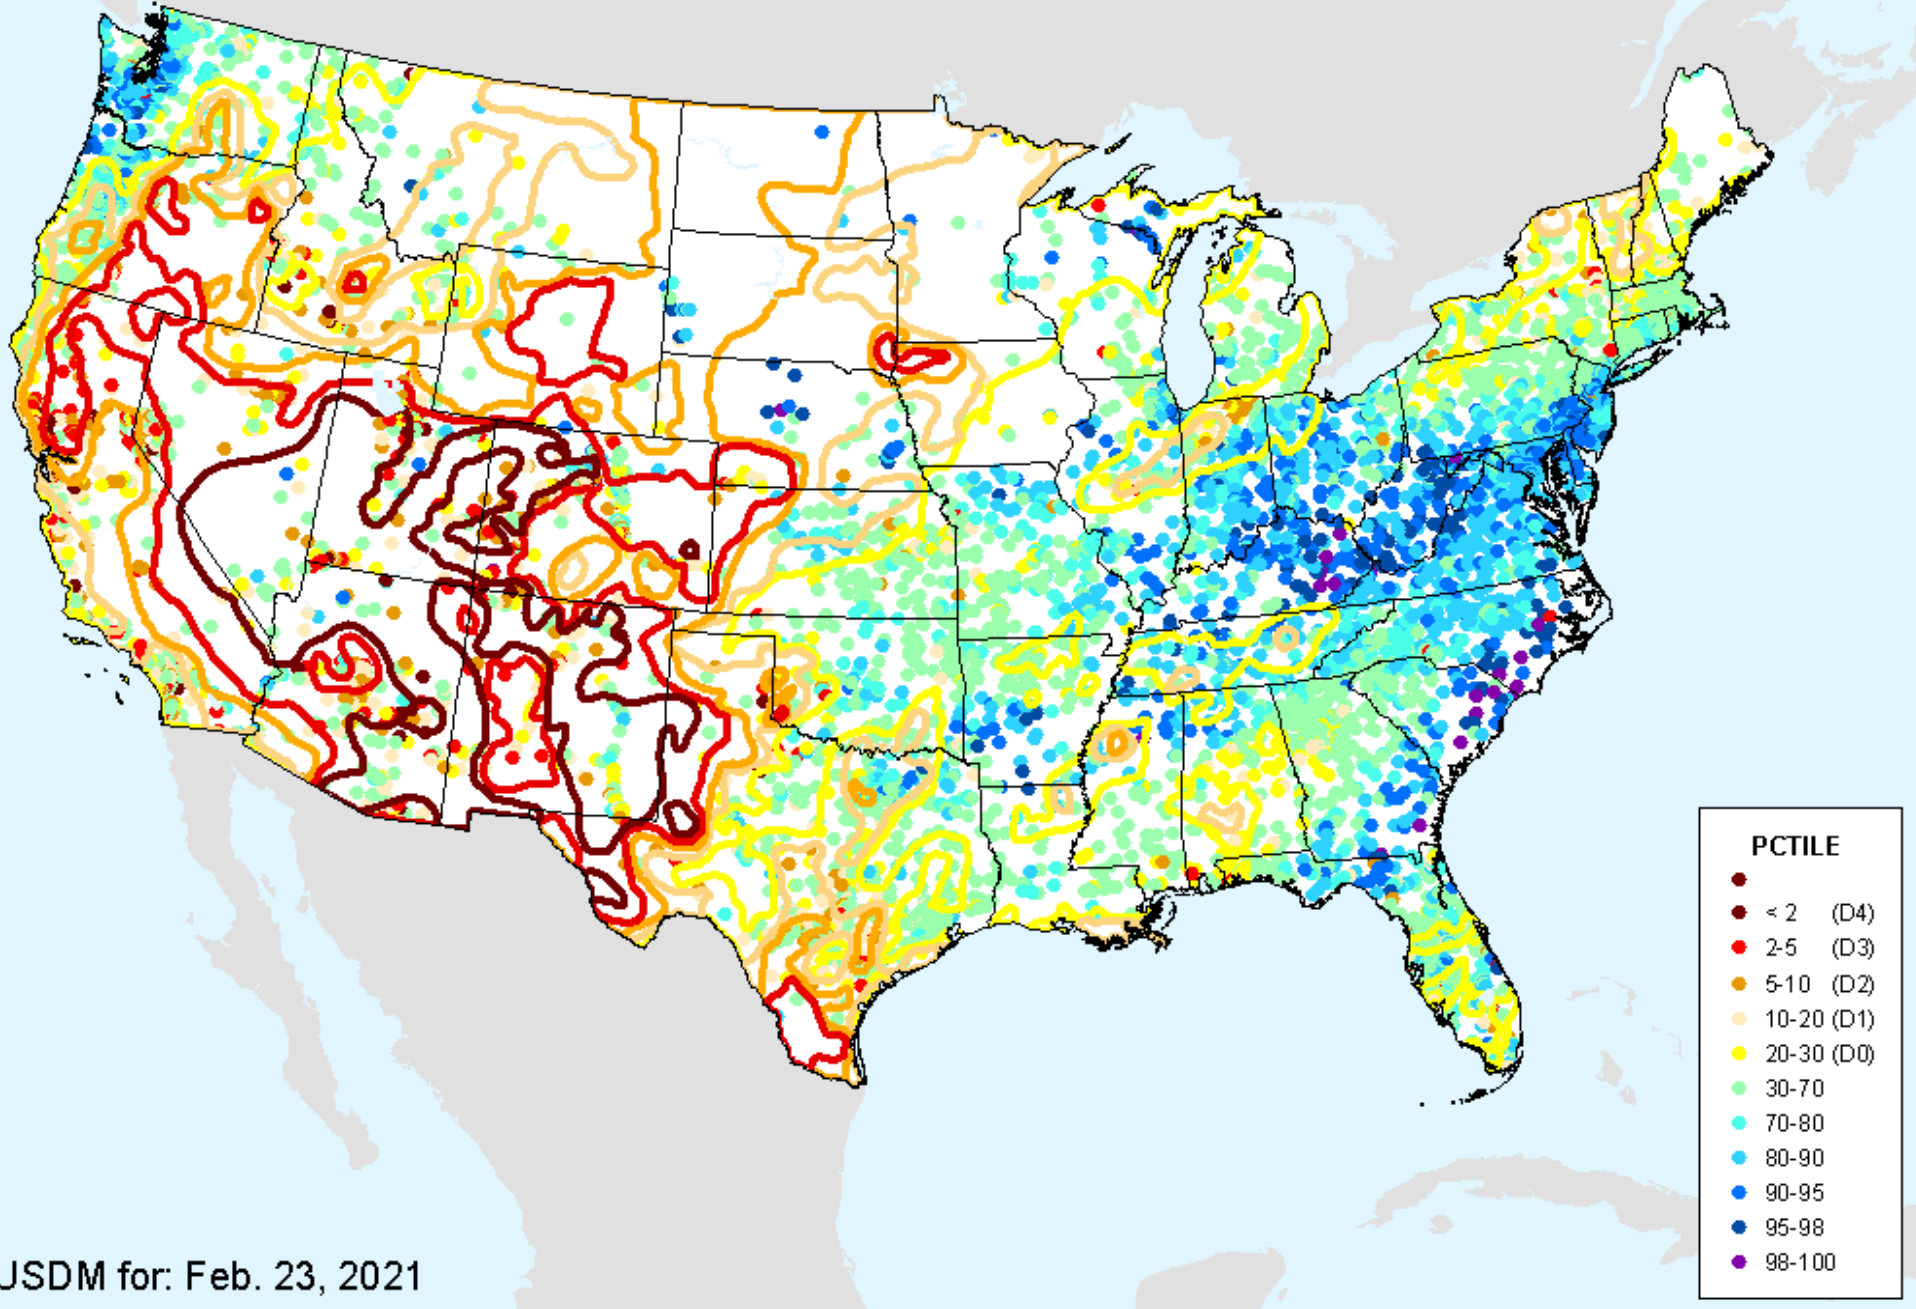 PCTILE
< 2 (D4)
2-5 (D3)
5-10 (D2)
10-20 (D1)
20-30 (D0)
30-70
70-80
80-90
90-95
95-98
98-100
USDM for: Feb. 23, 2021